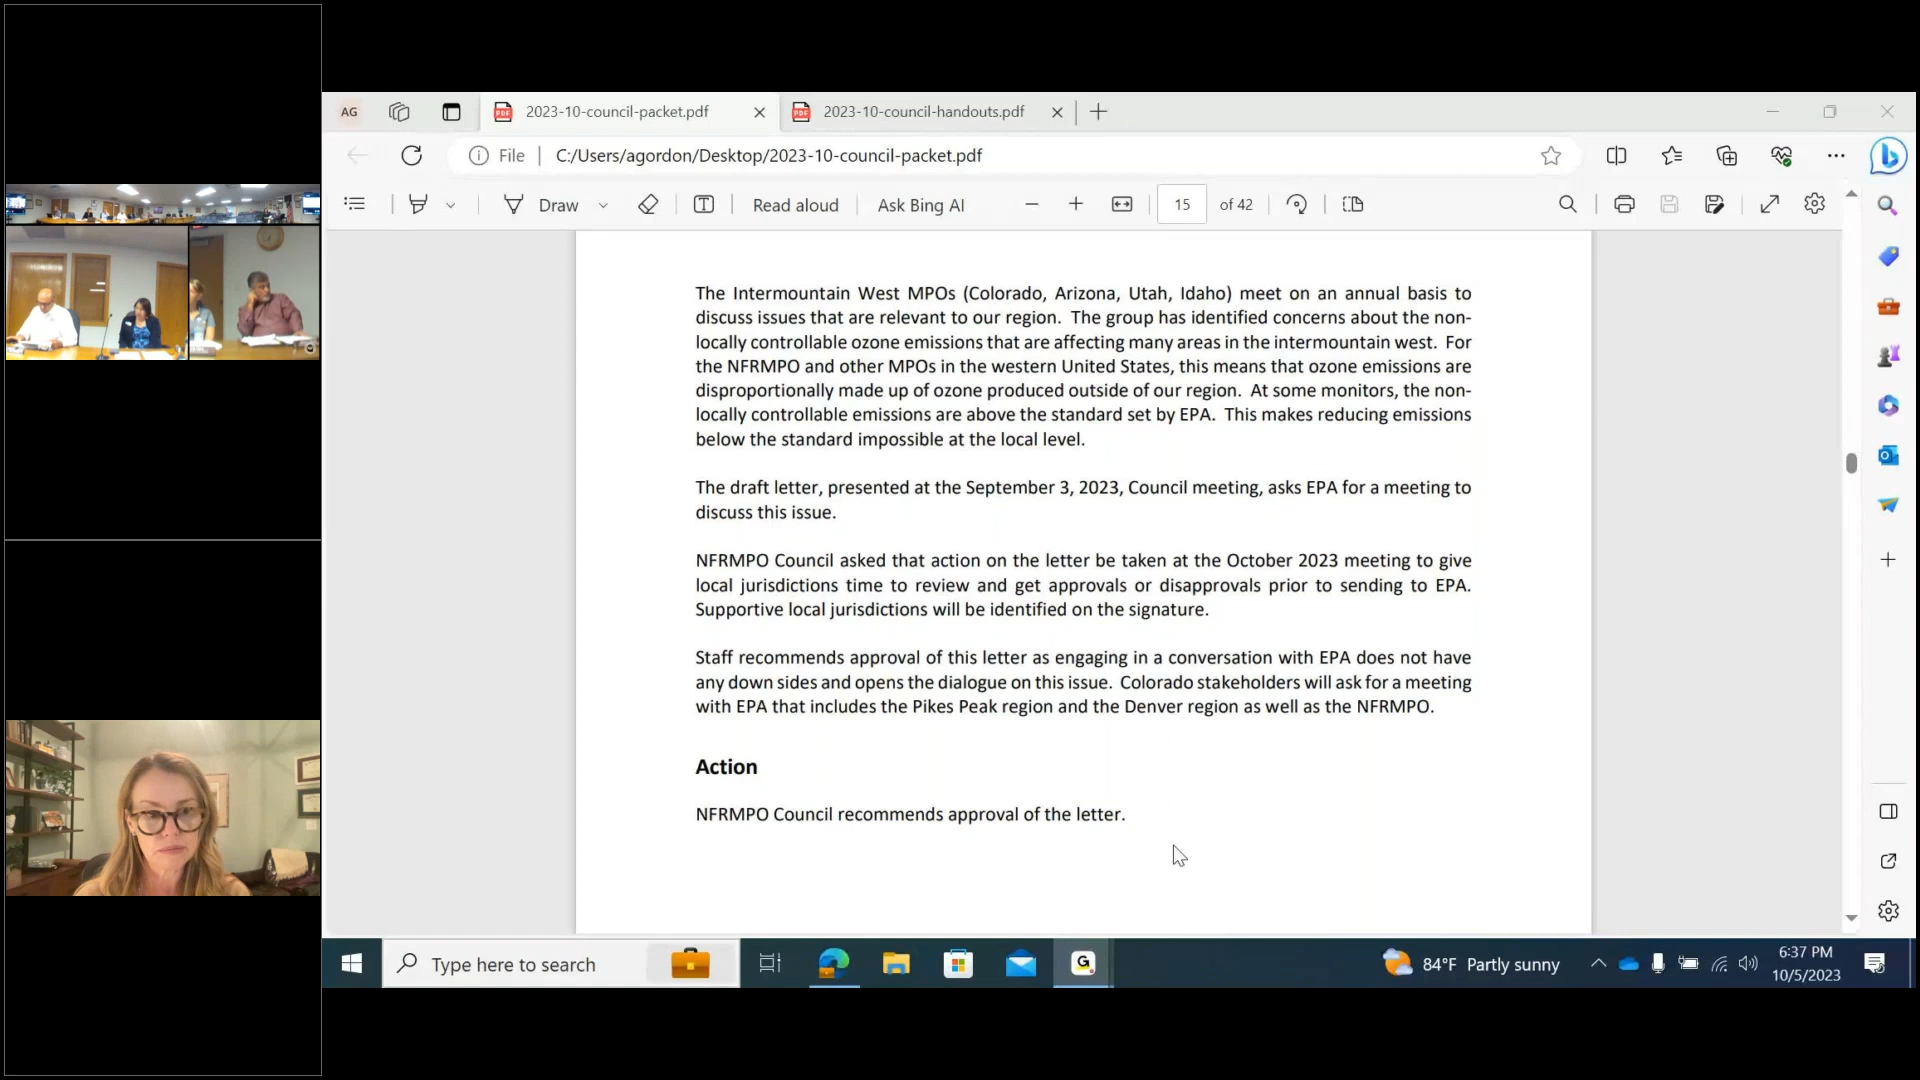 AG
2023-10-council-packet.pdf
2023-10-council-handouts.pdf
File
C:/Users/agordon/Desktop/2023-10-council-packet.pdf
Draw
Read aloud
Ask Bing AI
15
of 42
The Intermountain West MPOs (Colorado, Arizona, Utah, Idaho) meet on an annual basis to
discuss issues that are relevant to our region. The group has identified concerns about the non-
locally controllable ozone emissions that are affecting many areas in the intermountain west. For
the NFRMPO and other MPOs in the western United States, this means that ozone emissions are
disproportionally made up of ozone produced outside of our region. At some monitors, the non-
locally controllable emissions are above the standard set by EPA. This makes reducing emissions
below the standard impossible at the local level.
The draft letter, presented at the September 3, 2023, Council meeting, asks EPA for a meeting to
discuss this issue.
NFRMPO Council asked that action on the letter be taken at the October 2023 meeting to give
local jurisdictions time to review and get approvals or disapprovals prior to sending to EPA.
Supportive local jurisdictions will be identified on the signature.
Staff recommends approval of this letter as engaging in a conversation with EPA does not have
any down sides and opens the dialogue on this issue. Colorado stakeholders will ask for a meeting
with EPA that includes the Pikes Peak region and the Denver region as well as the NFRMPO.
Action
NFRMPO Council recommends approval of the letter.
Type here to search
84°F Partly sunny
6:37 PM
10/5/2023